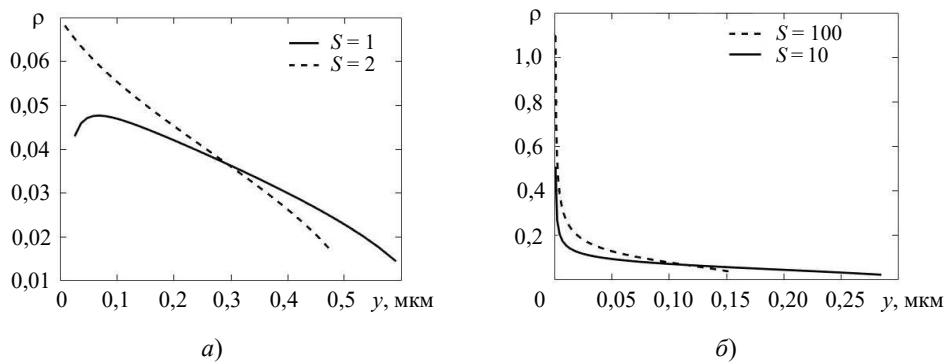 ρ
S = 1
S = 2
0,06
0,05
0,04
0,03
0,02
0,01
0 0,1 0,2 0,3 0,4 0,5 y, мкм
а)
ρ
S = 100
S = 10
1,0
0,8
0,6
0,4
0,2
0 0,05 0,10 0,15 0,20 0,25 y, мкм
б)